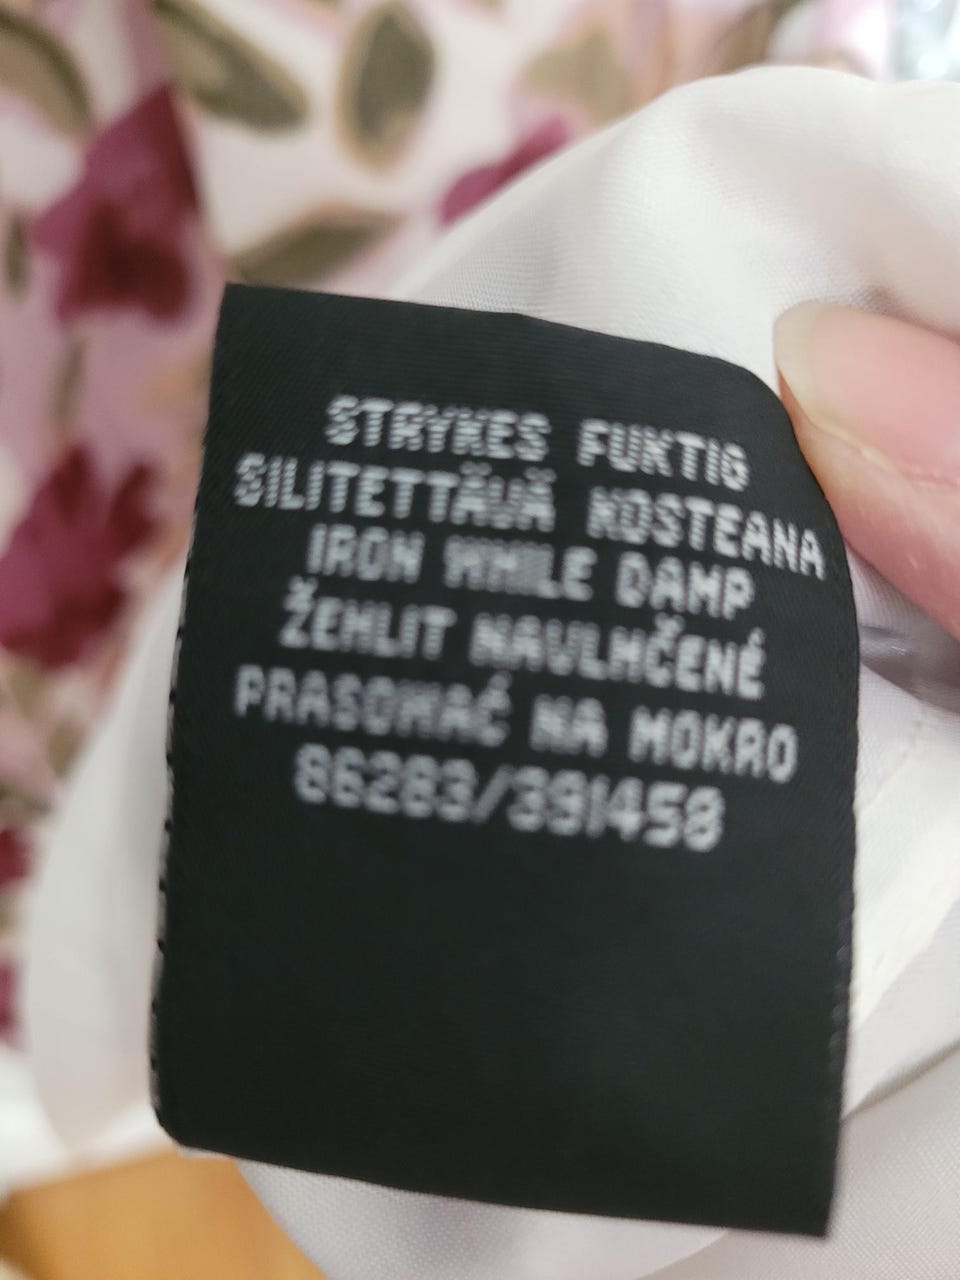 STRYKES FUKTIG
SILITETTÄVÄ KOSTEANA
IRON WHILE DAMP
ŽEHLIT NAVLHČENÉ
PRASOWAĆ NA MOKRO
86283/391458